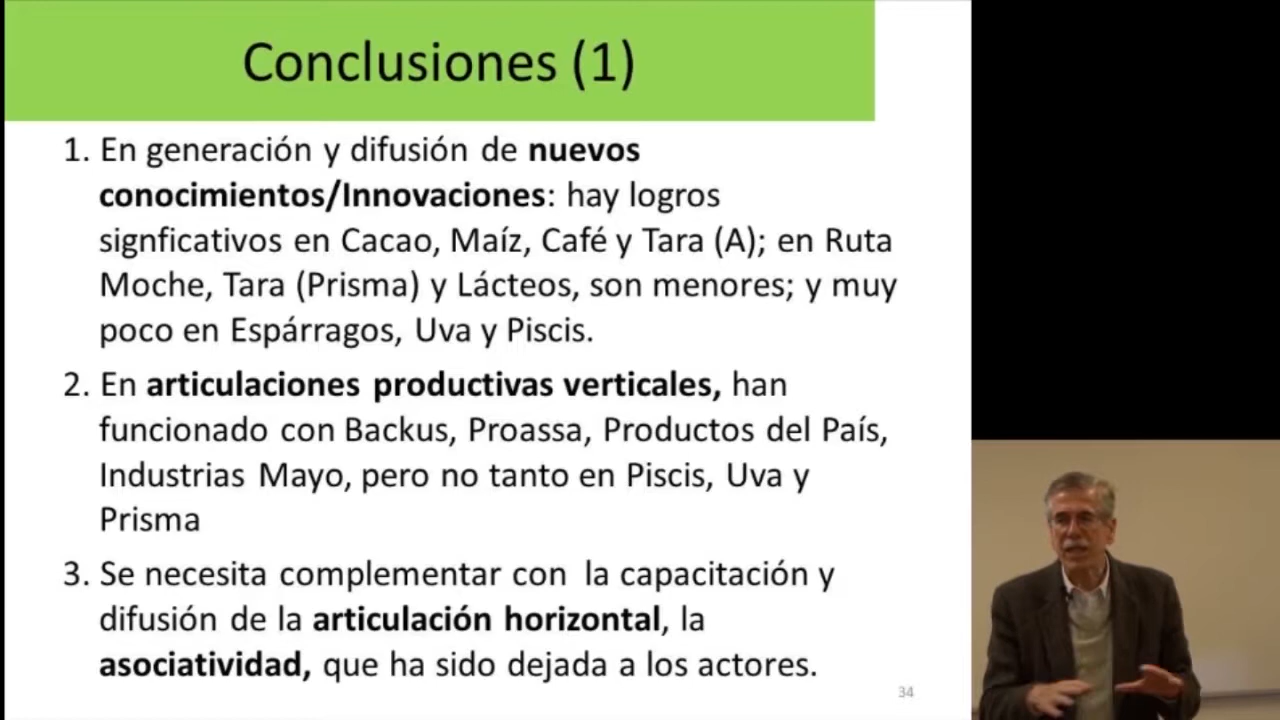 Conclusiones (1)
1. En generación y difusión de nuevos
conocimientos/Innovaciones: hay logros
signficativos en Cacao, Maíz, Café y Tara (A); en Ruta
Moche, Tara (Prisma) y Lácteos, son menores; y muy
poco en Espárragos, Uva y Piscis.
2. En articulaciones productivas verticales, han
funcionado con Backus, Proassa, Productos del País,
Industrias Mayo, pero no tanto en Piscis, Uva y
Prisma
3. Se necesita complementar con la capacitación y
difusión de la articulación horizontal, la
asociatividad, que ha sido dejada a los actores.
34